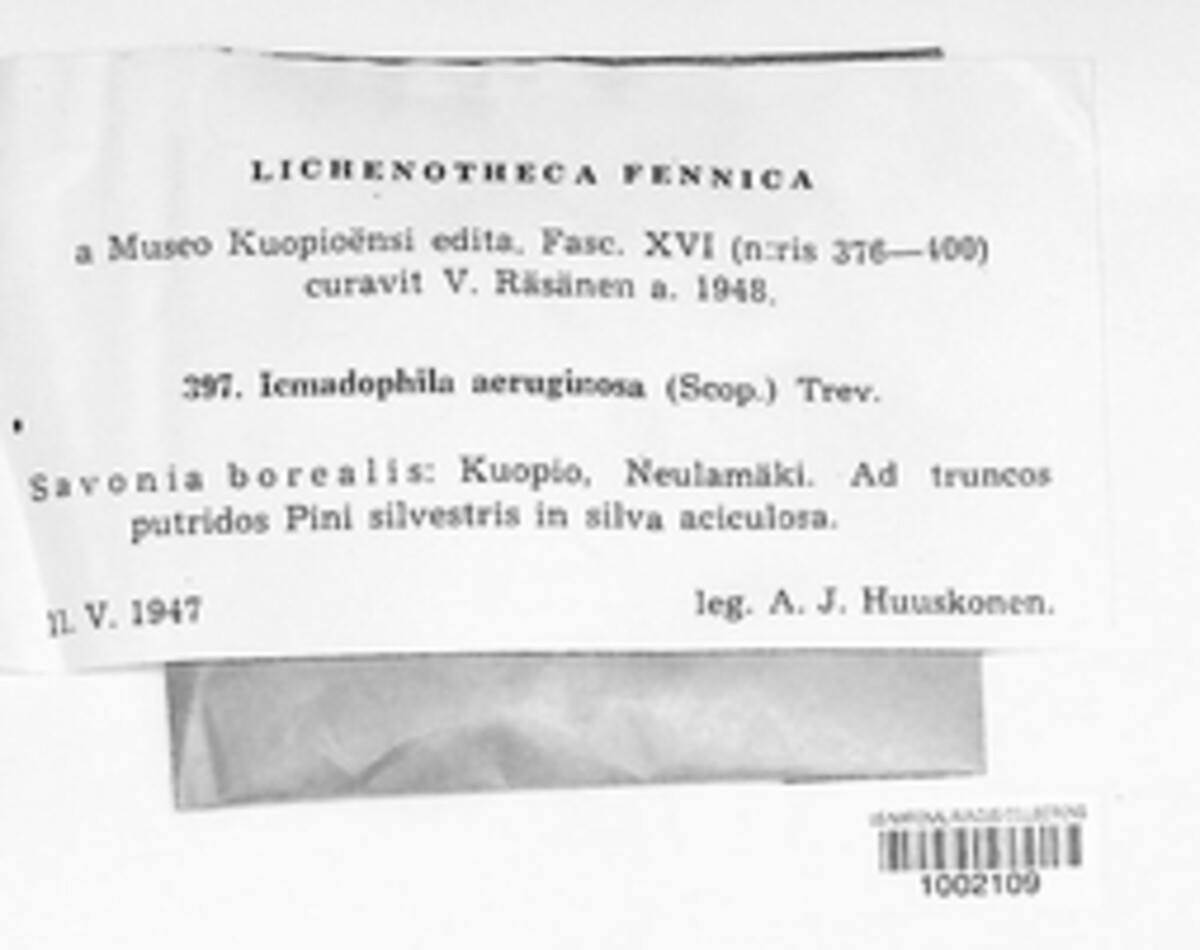 LICHENOTHECA FENNICA
a Museo Kuopioënsi edita. Fasc. XVI (n:ris 376—400)
curavit V. Räsänen a. 1948.
397. Icmadophila aeruginosa (Scop.) Trev.
Savonia borealis: Kuopio, Neulamäki. Ad truncos
putridos Pini silvestris in silva aciculosa.
11. V. 1947
leg. A. J. Huuskonen.
1002109